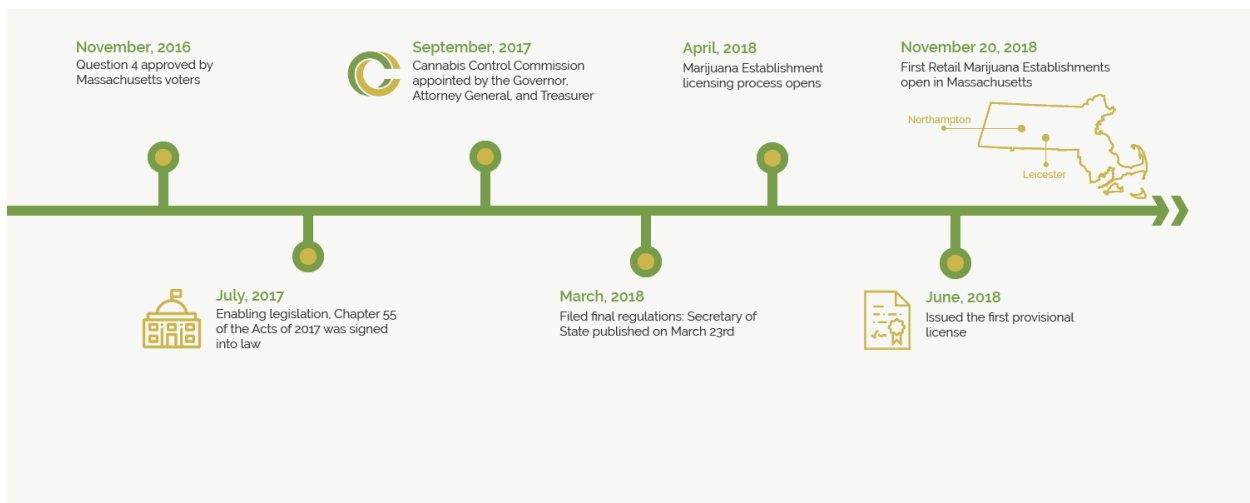 November, 2016
Question 4 approved by
Massachusetts voters
September, 2017
Cannabis Control Commission
appointed by the Governor,
Attorney General, and Treasurer
April, 2018
Marijuana Establishment
licensing process opens
November 20, 2018
First Retail Marijuana Establishments
open in Massachusetts
Northampton
Leicester
July, 2017
Enabling legislation, Chapter 55
of the Acts of 2017 was signed
into law
March, 2018
Filed final regulations: Secretary of
State published on March 23rd
June, 2018
Issued the first provisional
license